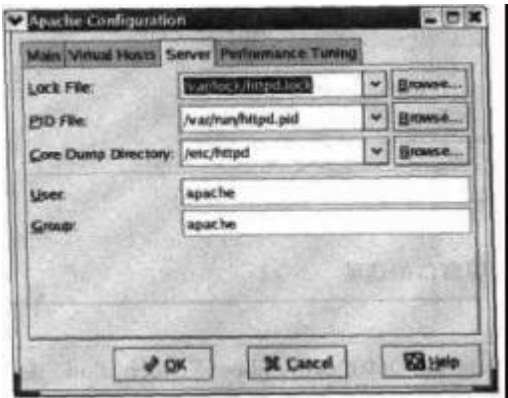 Apache Configuration
Main Virtual Hosts Server Performance Tuning
Lock File: /var/lock/httpd.lock Browse...
PID File: /var/run/httpd.pid Browse...
Core Dump Directory: /etc/httpd Browse...
User: apache
Group: apache
OK Cancel Help